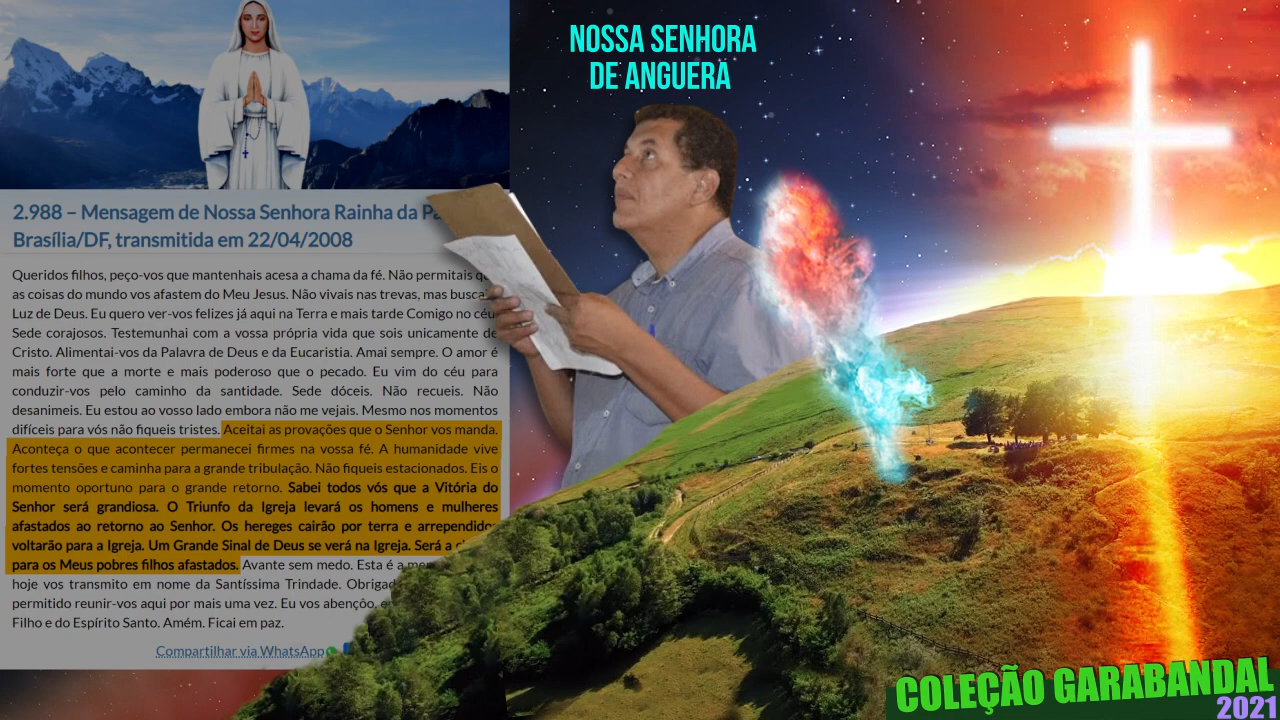 NOSSA SENHORA
DE ANGUERA
2.988 – Mensagem de Nossa Senhora Rainha da
Brasília/DF, transmitida em 22/04/2008
Queridos filhos, peço-vos que mantenhais acesa a chama da fé. Não permitais
as coisas do mundo vos afastem do Meu Jesus. Não vivais nas trevas, mas
Luz de Deus. Eu quero ver-vos felizes já aqui na Terra e mais tarde Comigo no céu.
Sede corajosos. Testemunhai com a vossa própria vida que sois unicamente de
Cristo. Alimentai-vos da Palavra de Deus e da Eucaristia. Amai sempre. O amor é
mais forte que a morte e mais poderoso que o pecado. Eu vim do céu para
conduzir-vos pelo caminho da santidade. Sede dóceis. Não recueis. Não
desanimeis. Eu estou ao vosso lado embora não me vejais. Mesmo nos momentos
difíceis para vós não fiqueis tristes. Aceitai as provações que o Senhor vos manda.
Aconteça o que acontecer permanecei firmes na vossa fé. A humanidade vive
fortes tensões e caminha para a grande tribulação. Não fiqueis estacionados. Eis o
momento oportuno para o grande retorno. Sabei todos vós que a Vitória do
Senhor será grandiosa. O Triunfo da Igreja levará os homens e mulheres
afastados ao retorno ao Senhor. Os hereges cairão por terra e arrependidos
voltarão para a Igreja. Um Grande Sinal de Deus se verá na Igreja. Será a
para os Meus pobres filhos afastados. Avante sem medo. Esta é a
hoje vos transmito em nome da Santíssima Trindade.
permitido reunir-vos aqui por mais uma vez. Eu vos abençôo,
Filho e do Espírito Santo. Amém. Ficai em paz.
Compartilhar via WhatsApp
COLEÇÃO GARABANDAL
2021